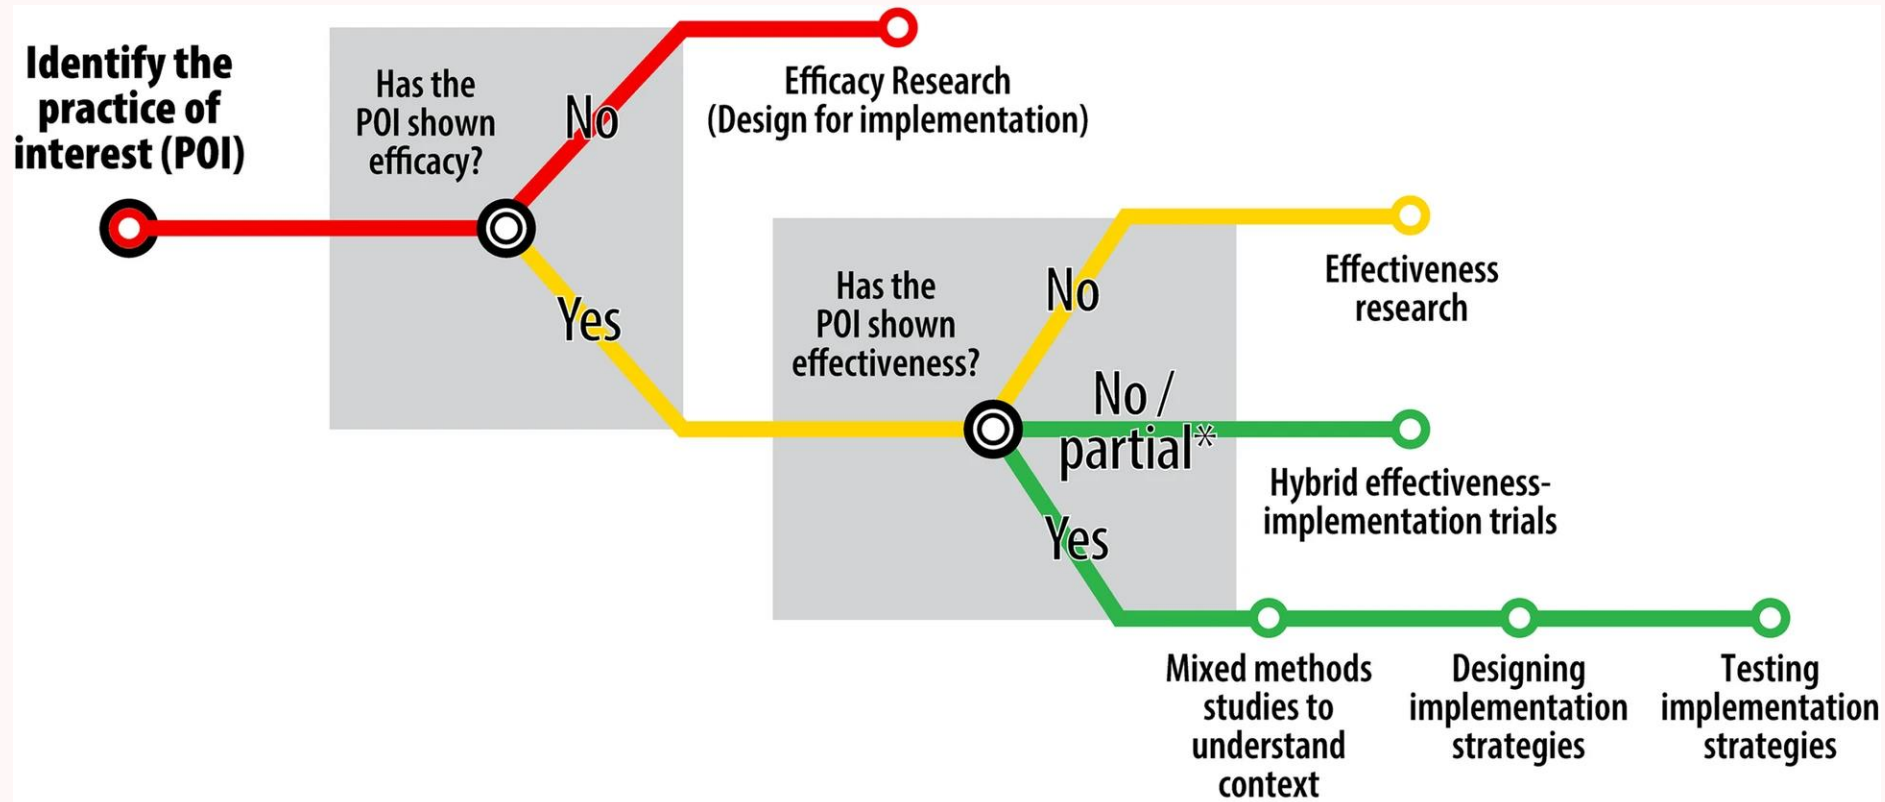 Identify the
practice of
interest (POI)
Has the
POI shown
efficacy?
No
Yes
Efficacy Research
(Design for implementation)
Has the
POI shown
effectiveness?
No
No /
partial*
Yes
Effectiveness
research
Hybrid effectiveness-
implementation trials
Mixed methods
studies to
understand
context
Designing
implementation
strategies
Testing
implementation
strategies